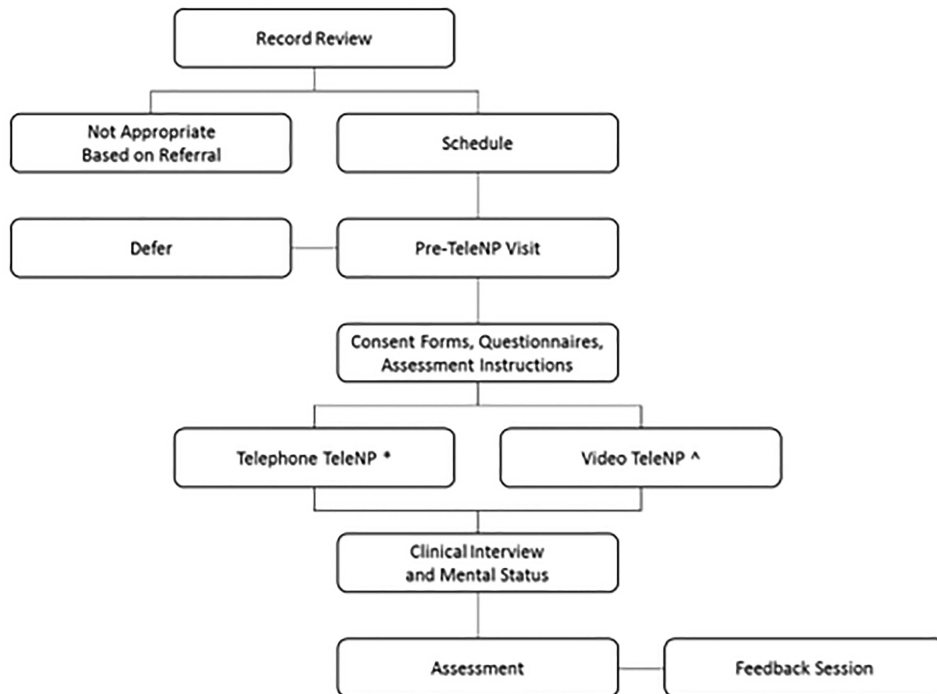 Record Review
Not Appropriate
Based on Referral
Schedule
Defer
Pre-TeleNP Visit
Consent Forms, Questionnaires,
Assessment Instructions
Telephone TeleNP *
Video TeleNP ^
Clinical Interview
and Mental Status
Assessment
Feedback Session